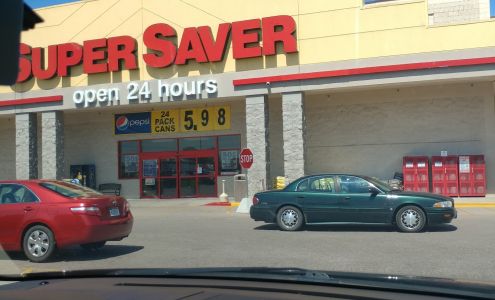 SUPER SAVER
open 24 hours
pepsi
24
PACK
CANS
5.98
STOP